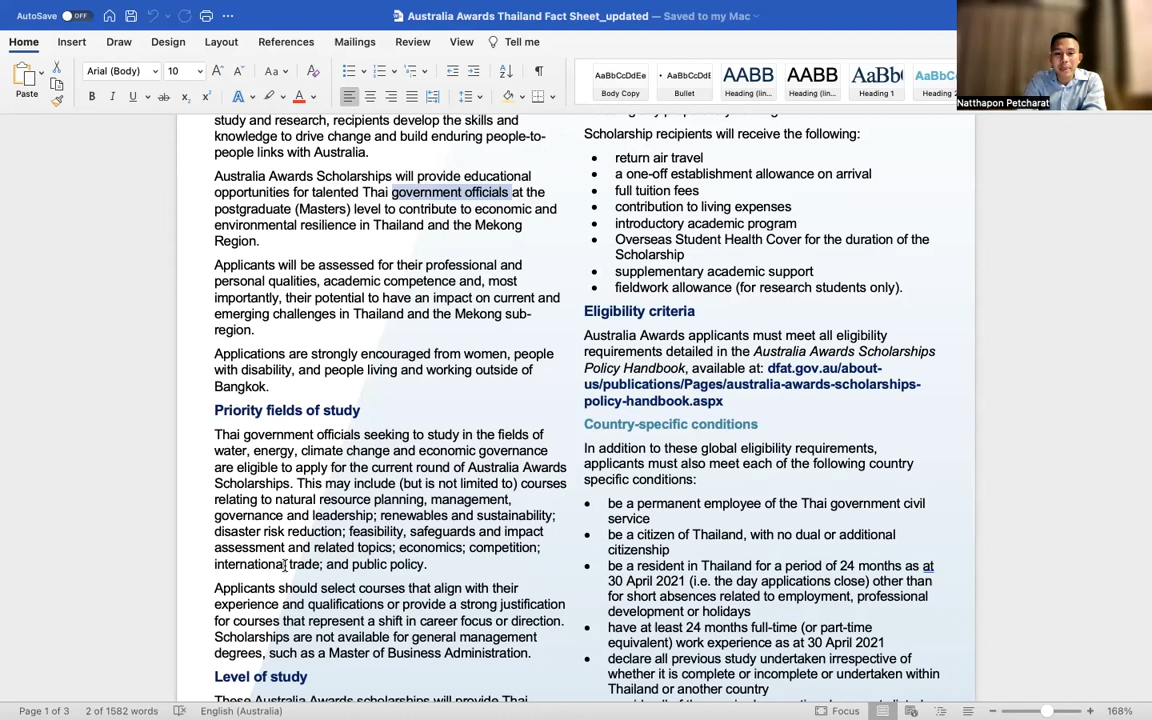 AutoSave OFF
Australia Awards Thailand Fact Sheet_updated — Saved to my Mac
Home Insert Draw Design Layout References Mailings Review View Tell me
Paste
Arial (Body) 10
AaBbCcDdEe AaBbCcDdE AABB AABB AaBb( AaBbCc
Body Copy Bullet Heading (lin... Heading (lin... Heading 1 Heading 2
Natthapon Petcharat
study and research, recipients develop the skills and
knowledge to drive change and build enduring people-to-
people links with Australia.
Australia Awards Scholarships will provide educational
opportunities for talented Thai government officials at the
postgraduate (Masters) level to contribute to economic and
environmental resilience in Thailand and the Mekong
Region.
Applicants will be assessed for their professional and
personal qualities, academic competence and, most
importantly, their potential to have an impact on current and
emerging challenges in Thailand and the Mekong sub-
region.
Applications are strongly encouraged from women, people
with disability, and people living and working outside of
Bangkok.
Priority fields of study
Thai government officials seeking to study in the fields of
water, energy, climate change and economic governance
are eligible to apply for the current round of Australia Awards
Scholarships. This may include (but is not limited to) courses
relating to natural resource planning, management,
governance and leadership; renewables and sustainability;
disaster risk reduction; feasibility, safeguards and impact
assessment and related topics; economics; competition;
international trade; and public policy.
Applicants should select courses that align with their
experience and qualifications or provide a strong justification
for courses that represent a shift in career focus or direction.
Scholarships are not available for general management
degrees, such as a Master of Business Administration.
Level of study
These Australia Awards scholarships will provide Thai
Scholarship recipients will receive the following:
• return air travel
• a one-off establishment allowance on arrival
• full tuition fees
• contribution to living expenses
• introductory academic program
• Overseas Student Health Cover for the duration of the
Scholarship
• supplementary academic support
• fieldwork allowance (for research students only).
Eligibility criteria
Australia Awards applicants must meet all eligibility
requirements detailed in the Australia Awards Scholarships
Policy Handbook, available at: dfat.gov.au/about-
us/publications/Pages/australia-awards-scholarships-
policy-handbook.aspx
Country-specific conditions
In addition to these global eligibility requirements,
applicants must also meet each of the following country
specific conditions:
• be a permanent employee of the Thai government civil
service
• be a citizen of Thailand, with no dual or additional
citizenship
• be a resident in Thailand for a period of 24 months as at
30 April 2021 (i.e. the day applications close) other than
for short absences related to employment, professional
development or holidays
• have at least 24 months full-time (or part-time
equivalent) work experience as at 30 April 2021
• declare all previous study undertaken irrespective of
whether it is complete or incomplete or undertaken within
Thailand or another country
Page 1 of 3 2 of 1582 words English (Australia) Focus 168%